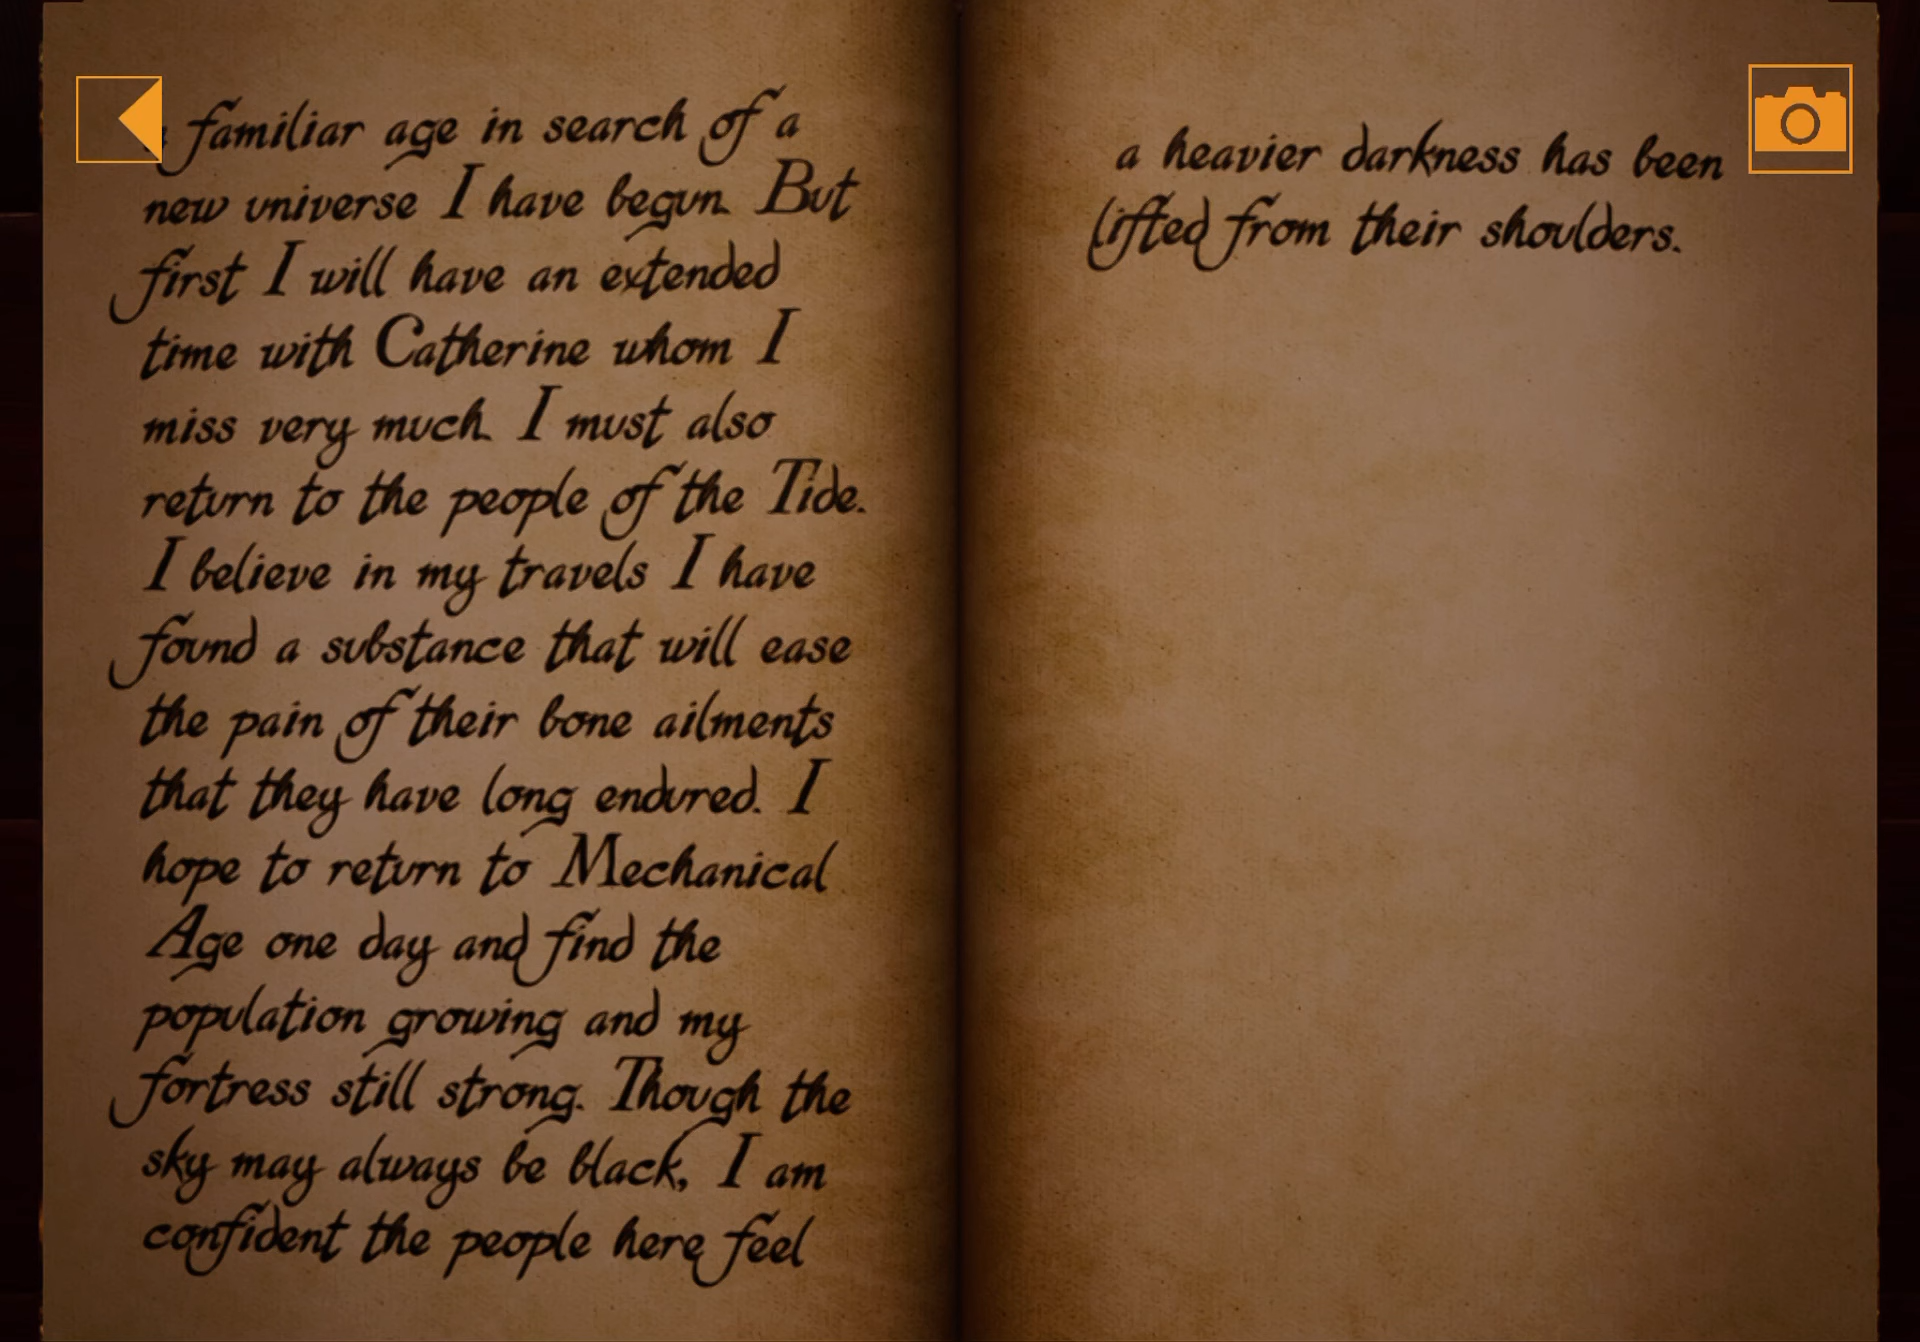 familiar age in search of a
new universe I have begun. But
first I will have an extended
time with Catherine whom I
miss very much. I must also
return to the people of the Tide.
I believe in my travels I have
found a substance that will ease
the pain of their bone ailments
that they have long endured. I
hope to return to Mechanical
Age one day and find the
population growing and my
fortress still strong. Though the
sky may always be black, I am
confident the people here feel
a heavier darkness has been
lifted from their shoulders.